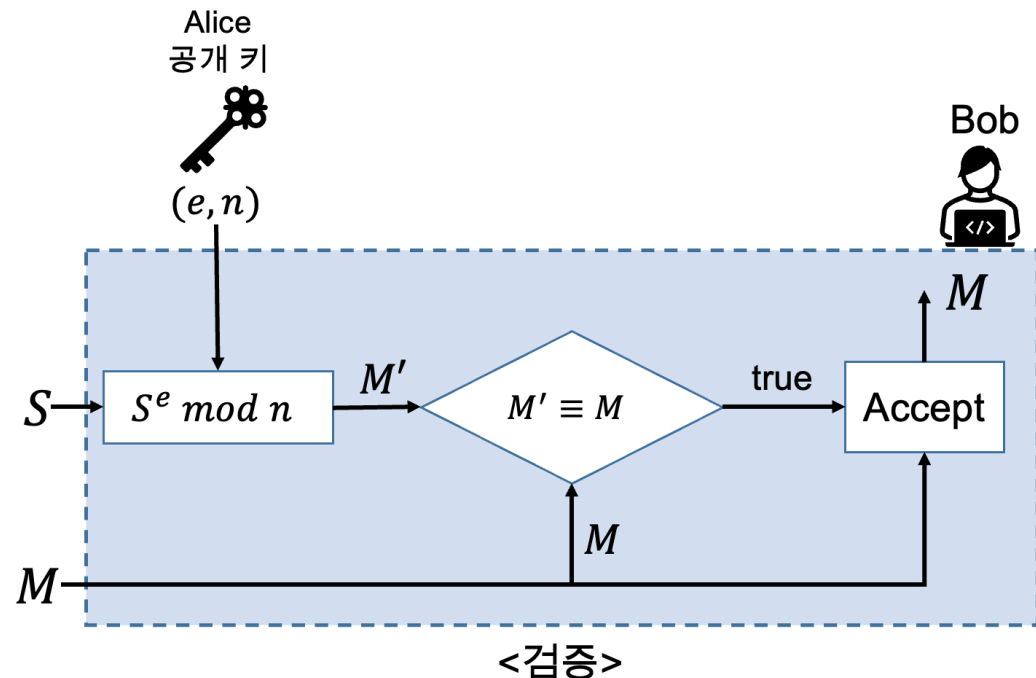 Alice
공개 키
(e, n)
Bob
</>
M
S
S^e mod n
M'
M' ≡ M
true
Accept
M
M
<검증>